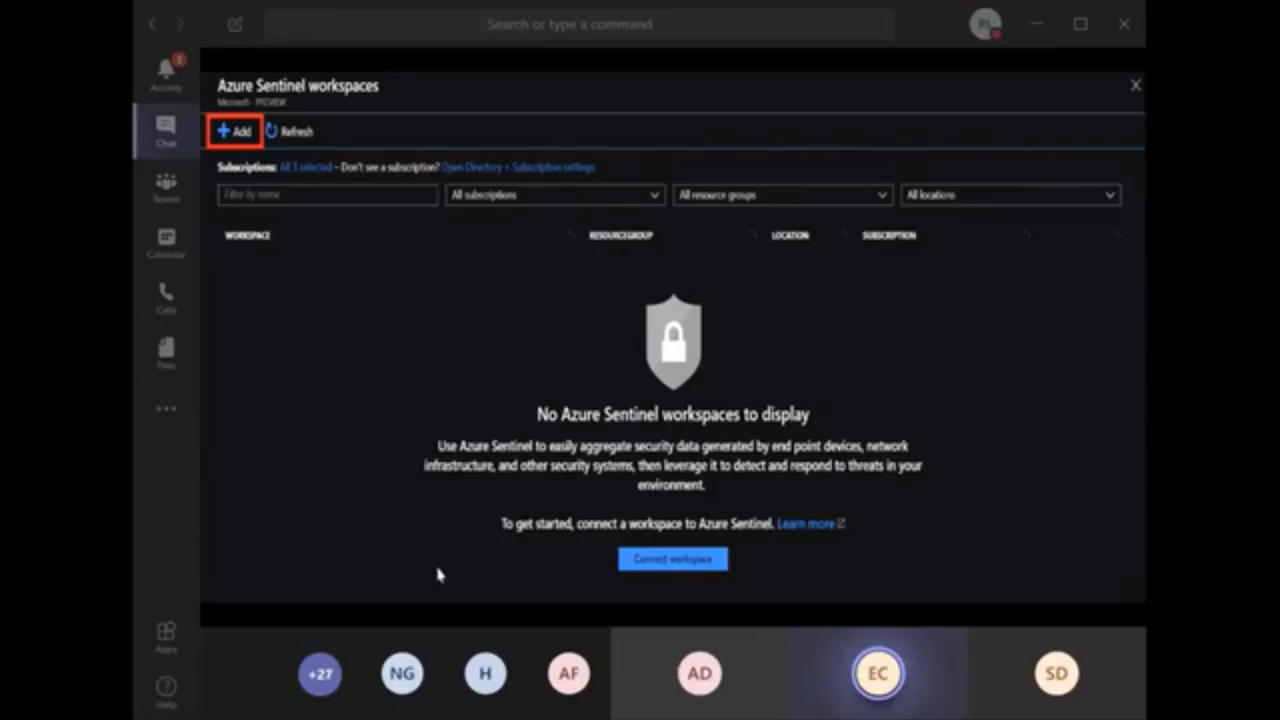 Search or type a command
RL
Activity
Chat
Teams
Calendar
Calls
Files
Apps
Help
Azure Sentinel workspaces
Microsoft - PREVIEW
Add
Refresh
Subscriptions: All 3 selected – Don't see a subscription? Open Directory + Subscription settings
Filter by name
All subscriptions
All resource groups
All locations
WORKSPACE
RESOURCEGROUP
LOCATION
SUBSCRIPTION
No Azure Sentinel workspaces to display
Use Azure Sentinel to easily aggregate security data generated by end point devices, network
infrastructure, and other security systems, then leverage it to detect and respond to threats in your
environment.
To get started, connect a workspace to Azure Sentinel. Learn more
Connect workspace
+27
NG
H
AF
AD
EC
SD